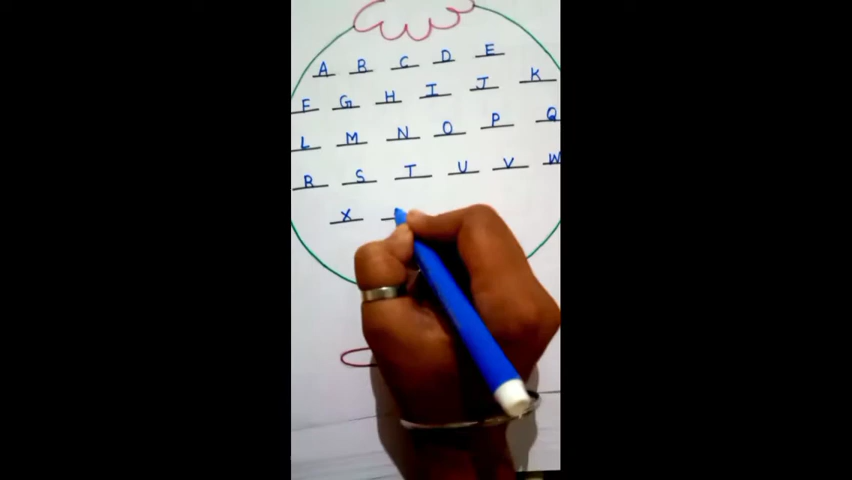 A B C D E
F G H I J K
L M N O P Q
R S T U V W
X